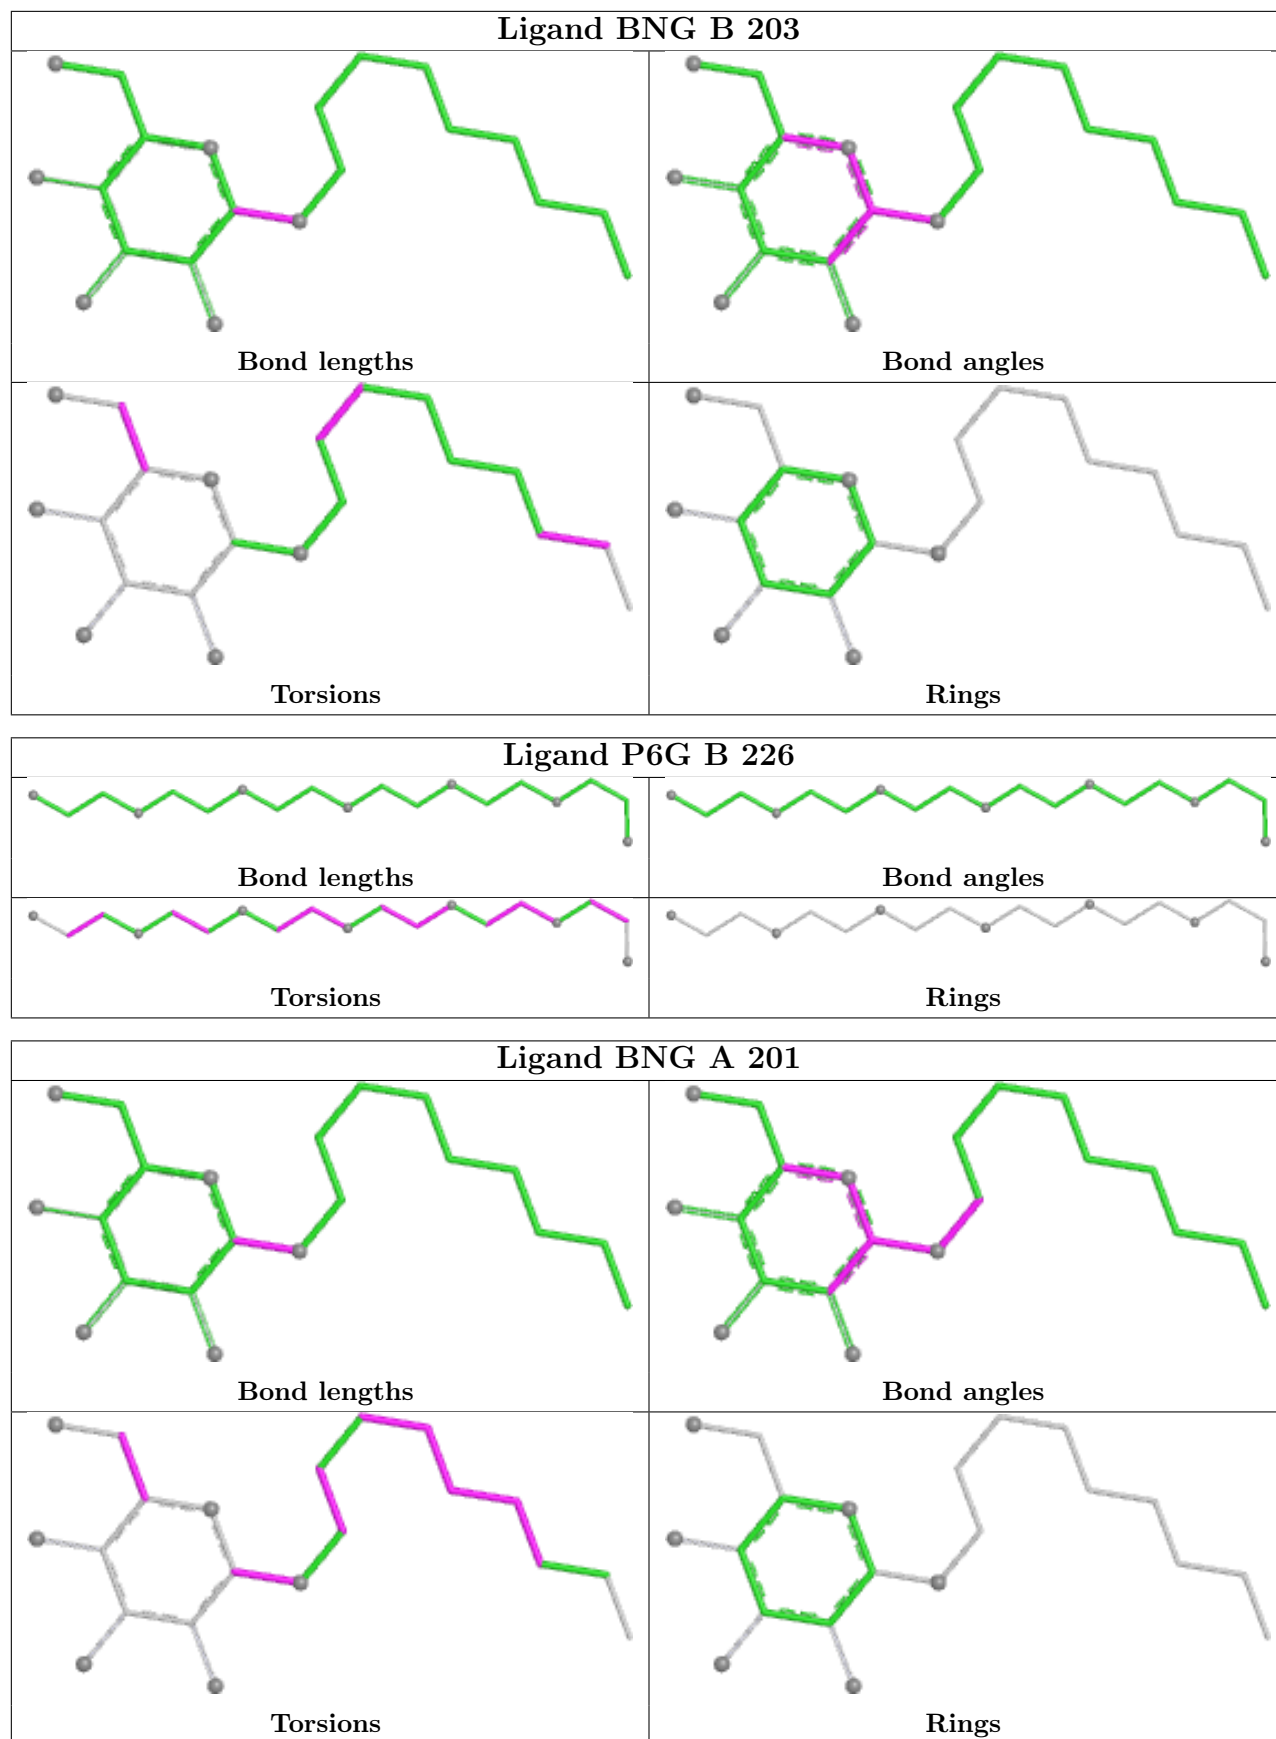 Ligand BNG B 203
Bond lengths
Bond angles
Torsions
Rings
Ligand P6G B 226
Bond lengths
Bond angles
Torsions
Rings
Ligand BNG A 201
Bond lengths
Bond angles
Torsions
Rings